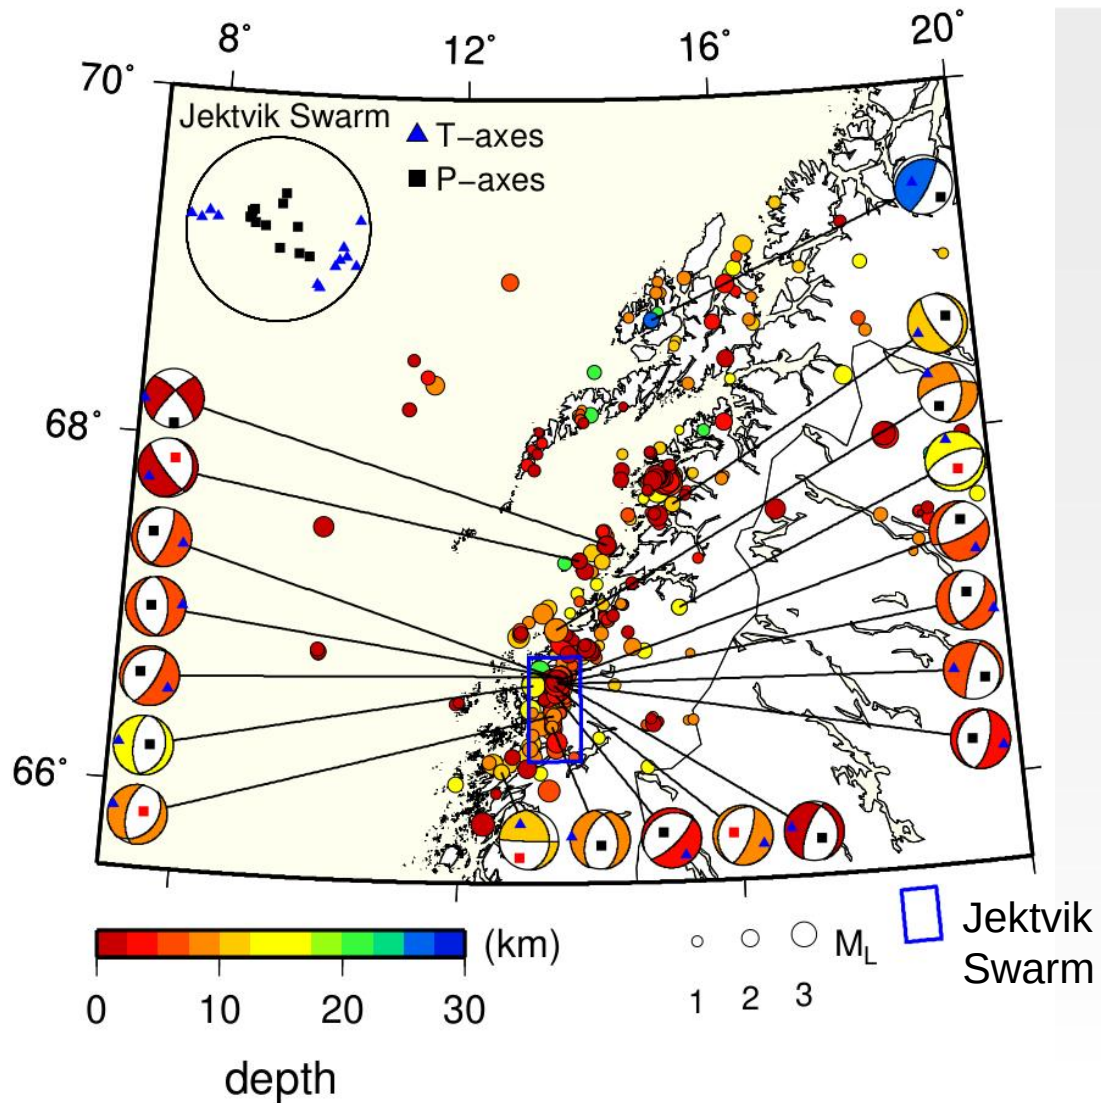 8° 12° 16° 20°
70°
Jektvik Swarm
T-axes
P-axes
68°
66°
(km)
0 10 20 30
depth
1 2 3
M_L
Jektvik
Swarm